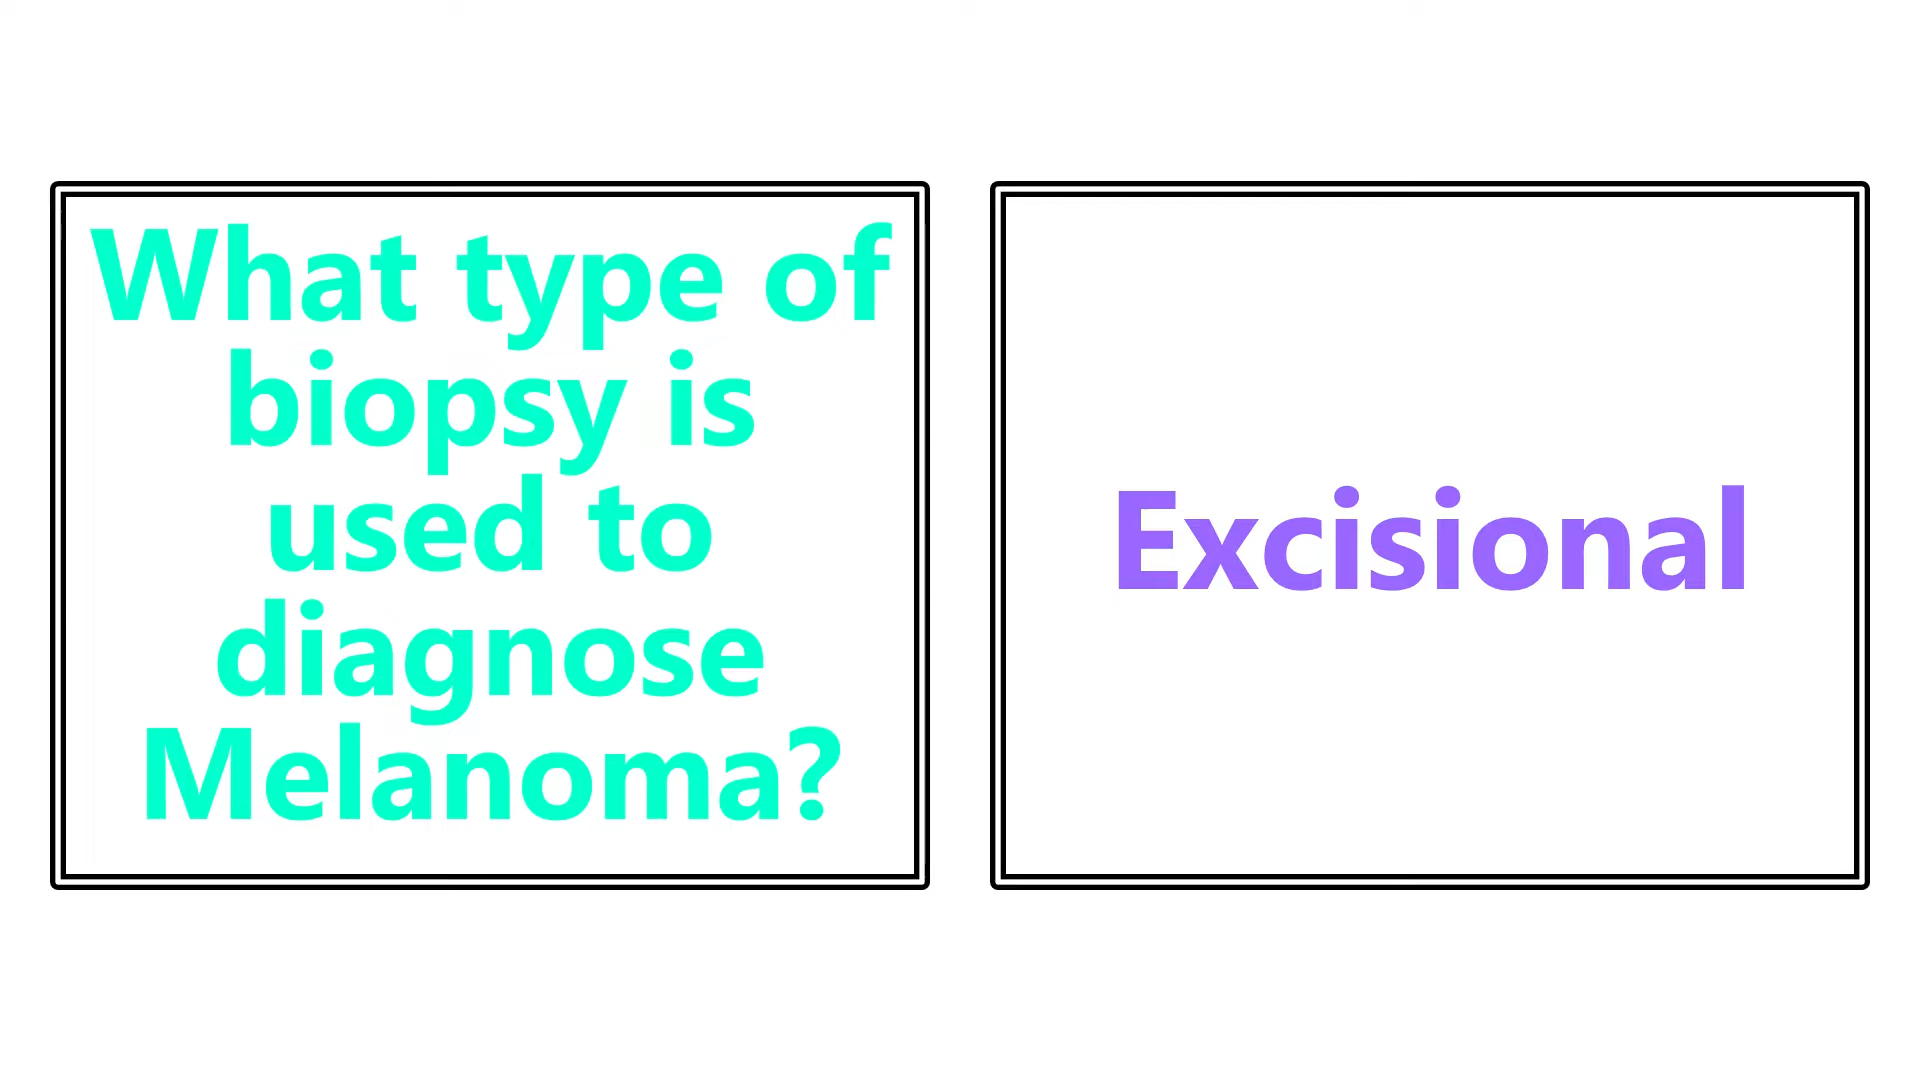 What type of
biopsy is
used to
diagnose
Melanoma?
Excisional